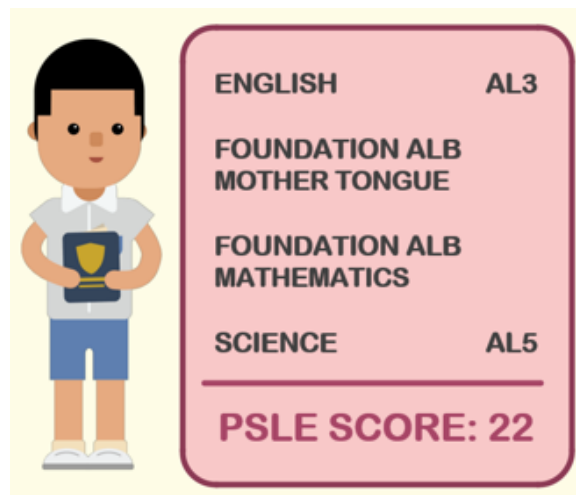 ENGLISH AL3
FOUNDATION ALB
MOTHER TONGUE
FOUNDATION ALB
MATHEMATICS
SCIENCE AL5
PSLE SCORE: 22